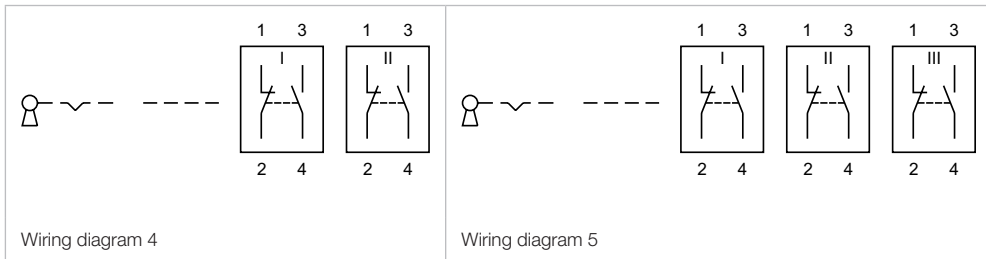 1 3 1 3
I II
2 4 2 4
Wiring diagram 4
1 3 1 3 1 3
I II III
2 4 2 4 2 4
Wiring diagram 5